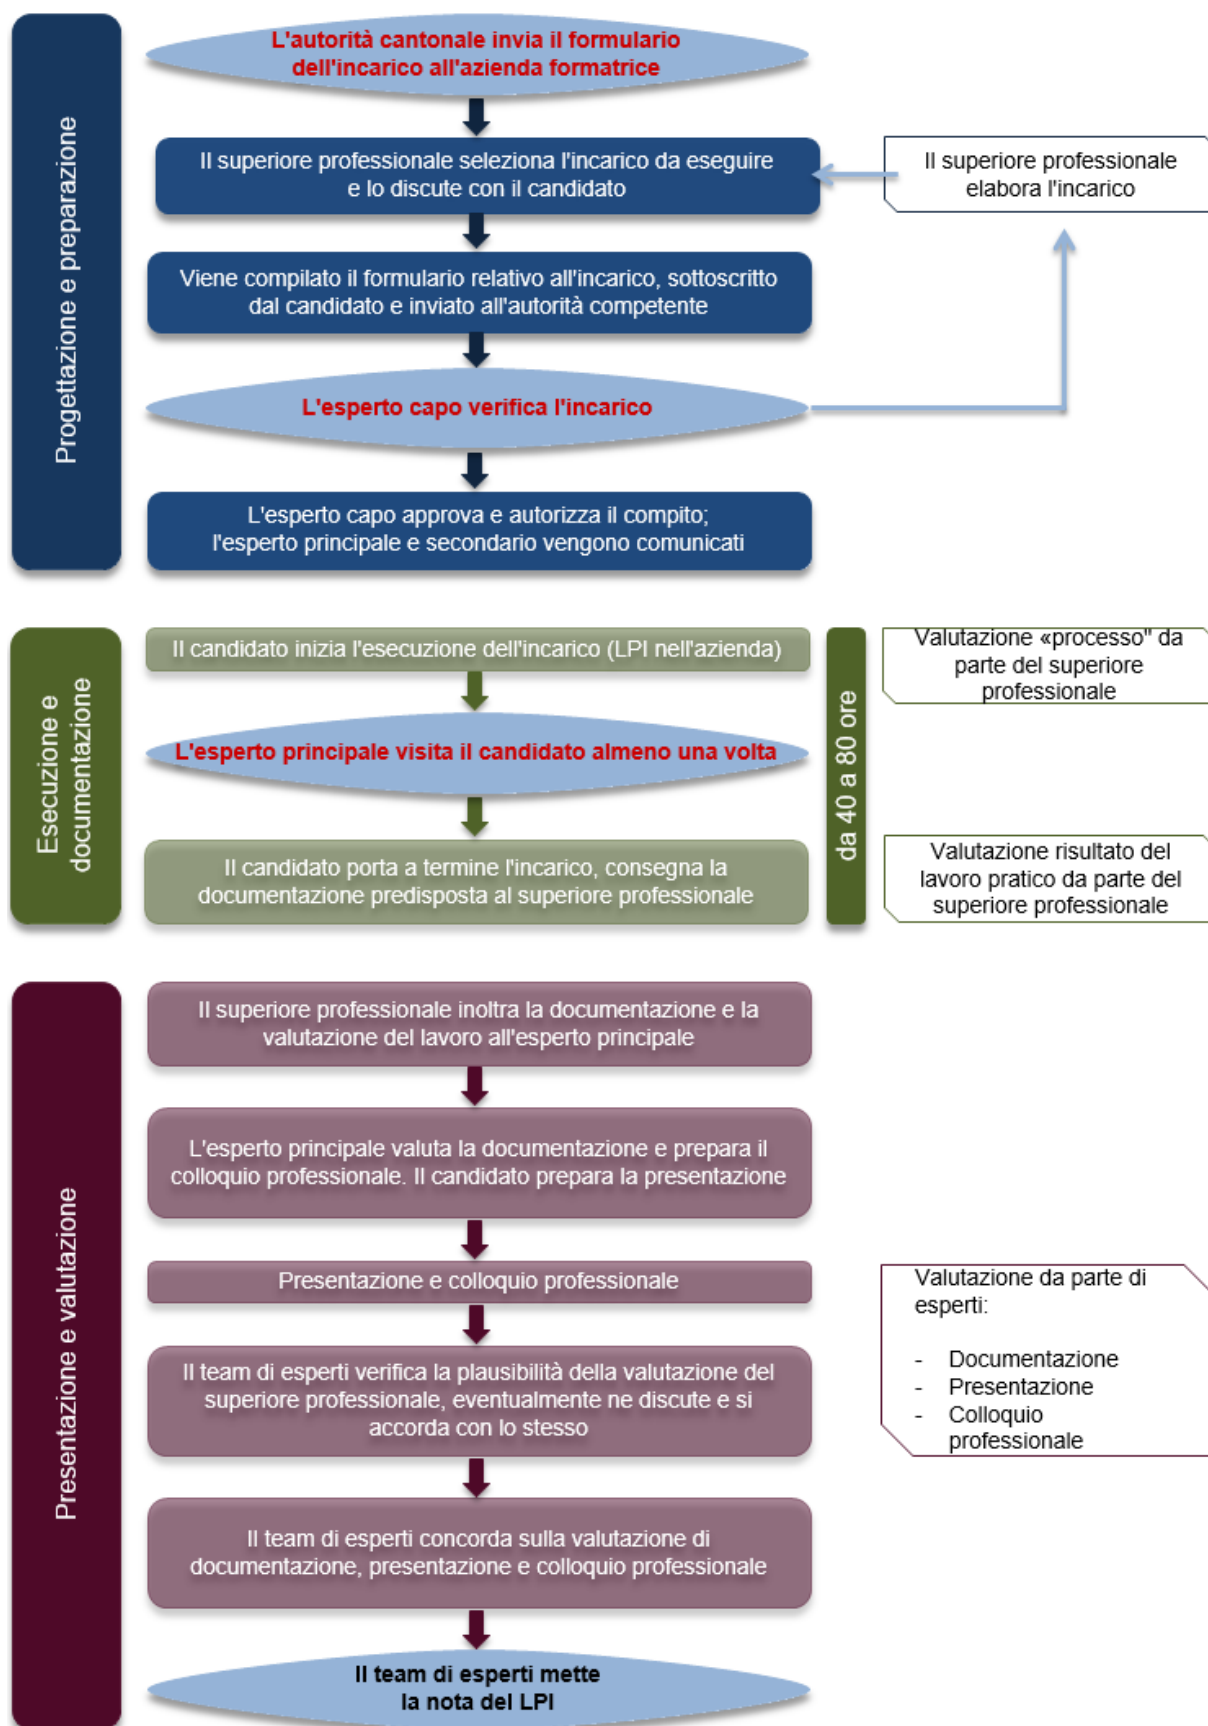 Progettazione e preparazione
L'autorità cantonale invia il formulario
dell'incarico all'azienda formatrice
Il superiore professionale seleziona l'incarico da eseguire
e lo discute con il candidato
Il superiore professionale
elabora l'incarico
Viene compilato il formulario relativo all'incarico, sottoscritto
dal candidato e inviato all'autorità competente
L'esperto capo verifica l'incarico
L'esperto capo approva e autorizza il compito;
l'esperto principale e secondario vengono comunicati
Esecuzione e
documentazione
Il candidato inizia l'esecuzione dell'incarico (LPI nell'azienda)
L'esperto principale visita il candidato almeno una volta
Il candidato porta a termine l'incarico, consegna la
documentazione predisposta al superiore professionale
da 40 a 80 ore
Valutazione «processo" da
parte del superiore
professionale
Valutazione risultato del
lavoro pratico da parte del
superiore professionale
Presentazione e valutazione
Il superiore professionale inoltra la documentazione e la
valutazione del lavoro all'esperto principale
L'esperto principale valuta la documentazione e prepara il
colloquio professionale. Il candidato prepara la presentazione
Presentazione e colloquio professionale
Il team di esperti verifica la plausibilità della valutazione del
superiore professionale, eventualmente ne discute e si
accorda con lo stesso
Il team di esperti concorda sulla valutazione di
documentazione, presentazione e colloquio professionale
Il team di esperti mette
la nota del LPI
Valutazione da parte di
esperti:
- Documentazione
- Presentazione
- Colloquio
professionale